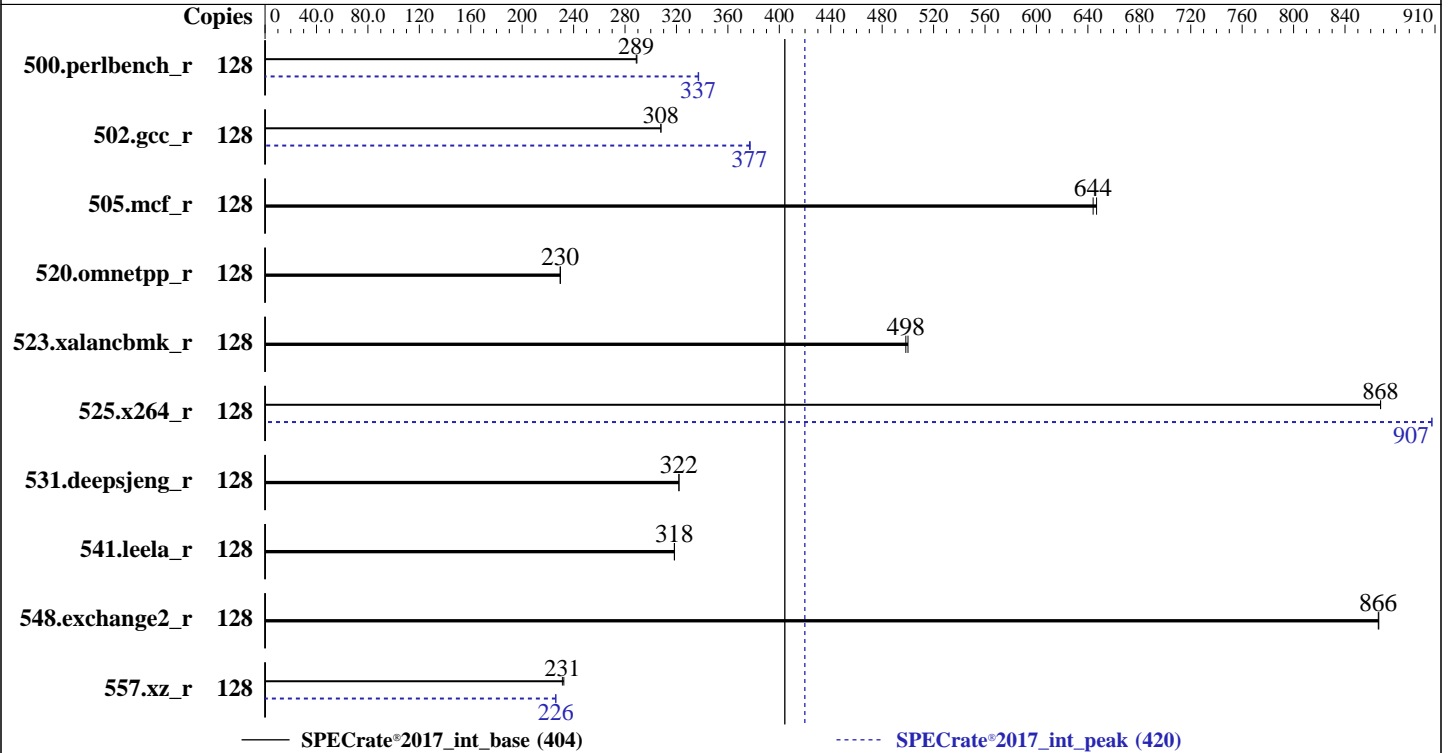 Copies 0 40.0 80.0 120 160 200 240 280 320 360 400 440 480 520 560 600 640 680 720 760 800 840 910
289
500.perlbench_r 128
337
308
502.gcc_r 128
377
644
505.mcf_r 128
230
520.omnetpp_r 128
498
523.xalancbmk_r 128
868
525.x264_r 128
907
322
531.deepsjeng_r 128
318
541.leela_r 128
866
548.exchange2_r 128
231
557.xz_r 128
226
SPECrate®2017_int_base (404) SPECrate®2017_int_peak (420)